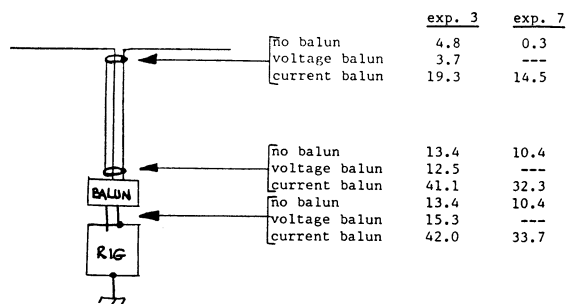 exp. 3 exp. 7
no balun 4.8 0.3
voltage balun 3.7 ---
current balun 19.3 14.5
no balun 13.4 10.4
voltage balun 12.5 ---
current balun 41.1 32.3
BALUN
no balun 13.4 10.4
voltage balun 15.3 ---
current balun 42.0 33.7
RIG